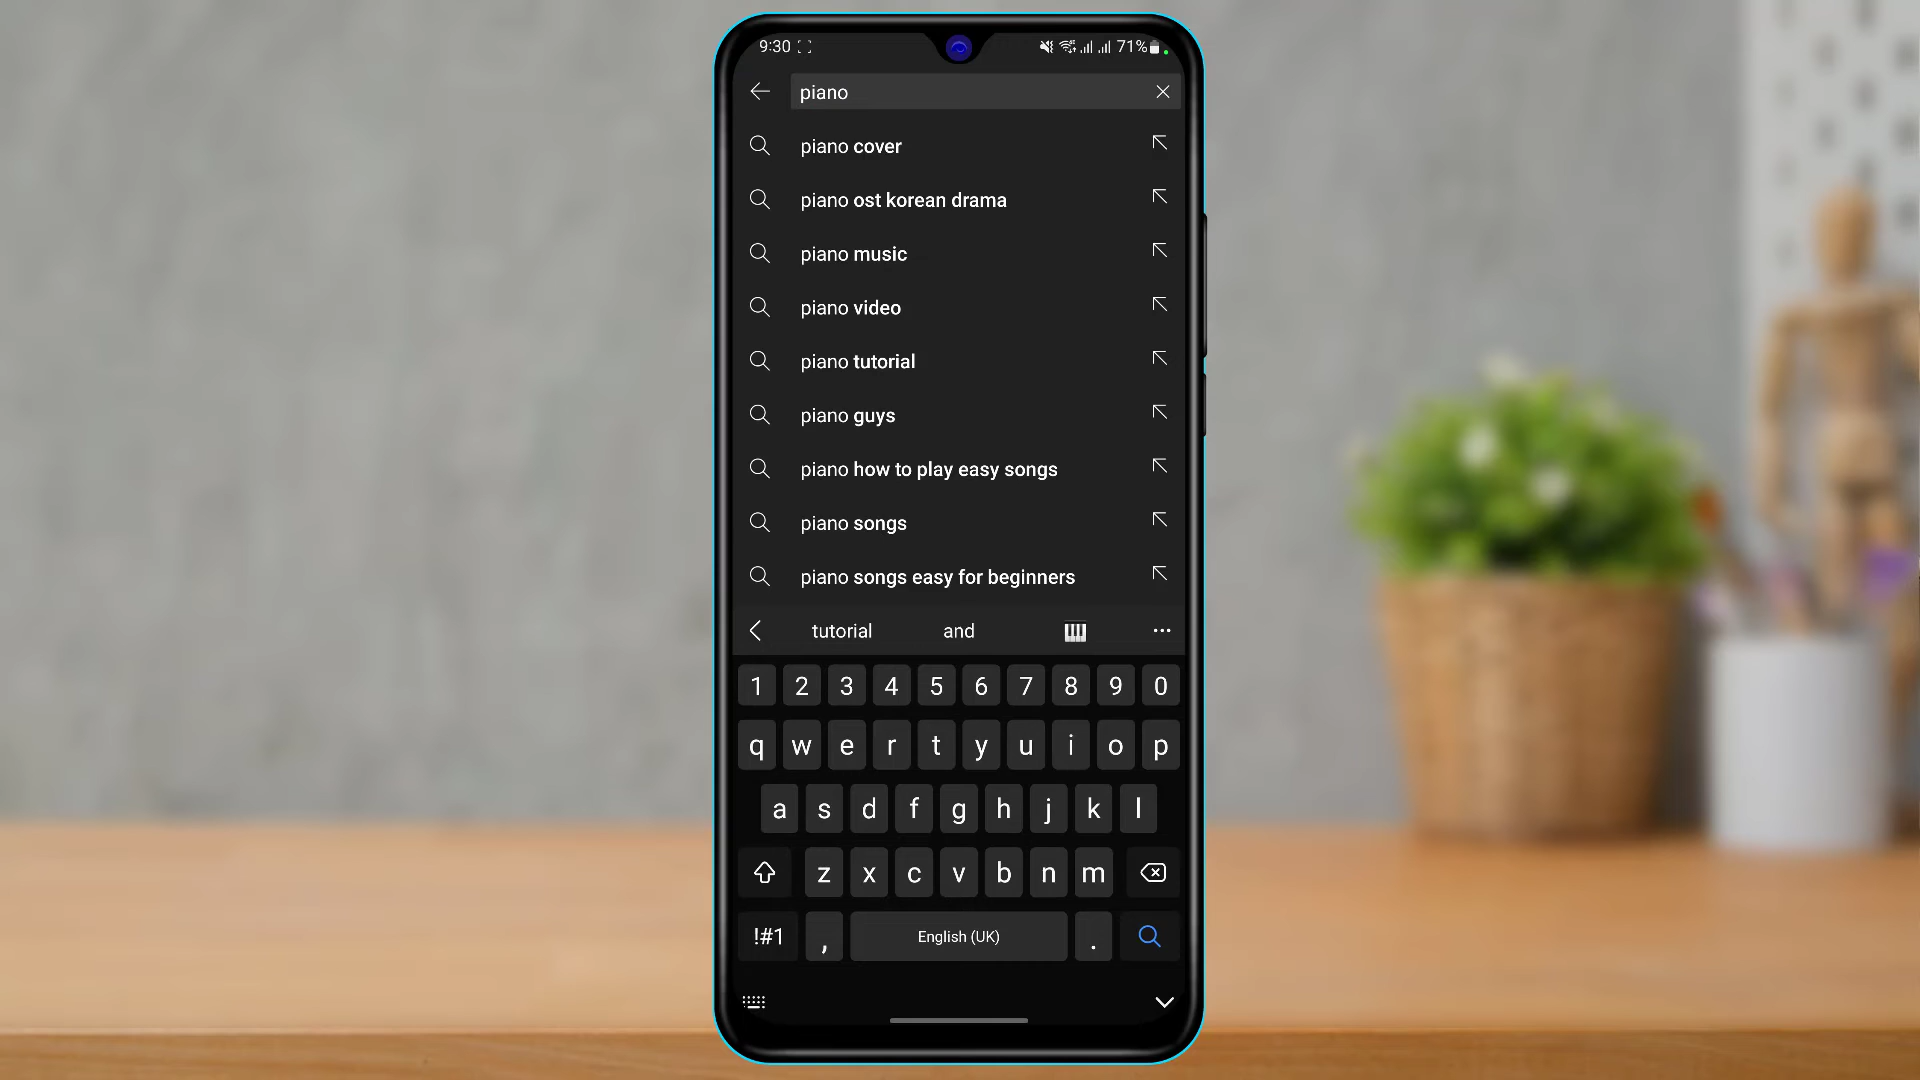 9:30 71%
piano
piano cover
piano ost korean drama
piano music
piano video
piano tutorial
piano guys
piano how to play easy songs
piano songs
piano songs easy for beginners
tutorial and
1 2 3 4 5 6 7 8 9 0
q w e r t y u i o p
a s d f g h j k l
z x c v b n m
!#1 , English (UK) .